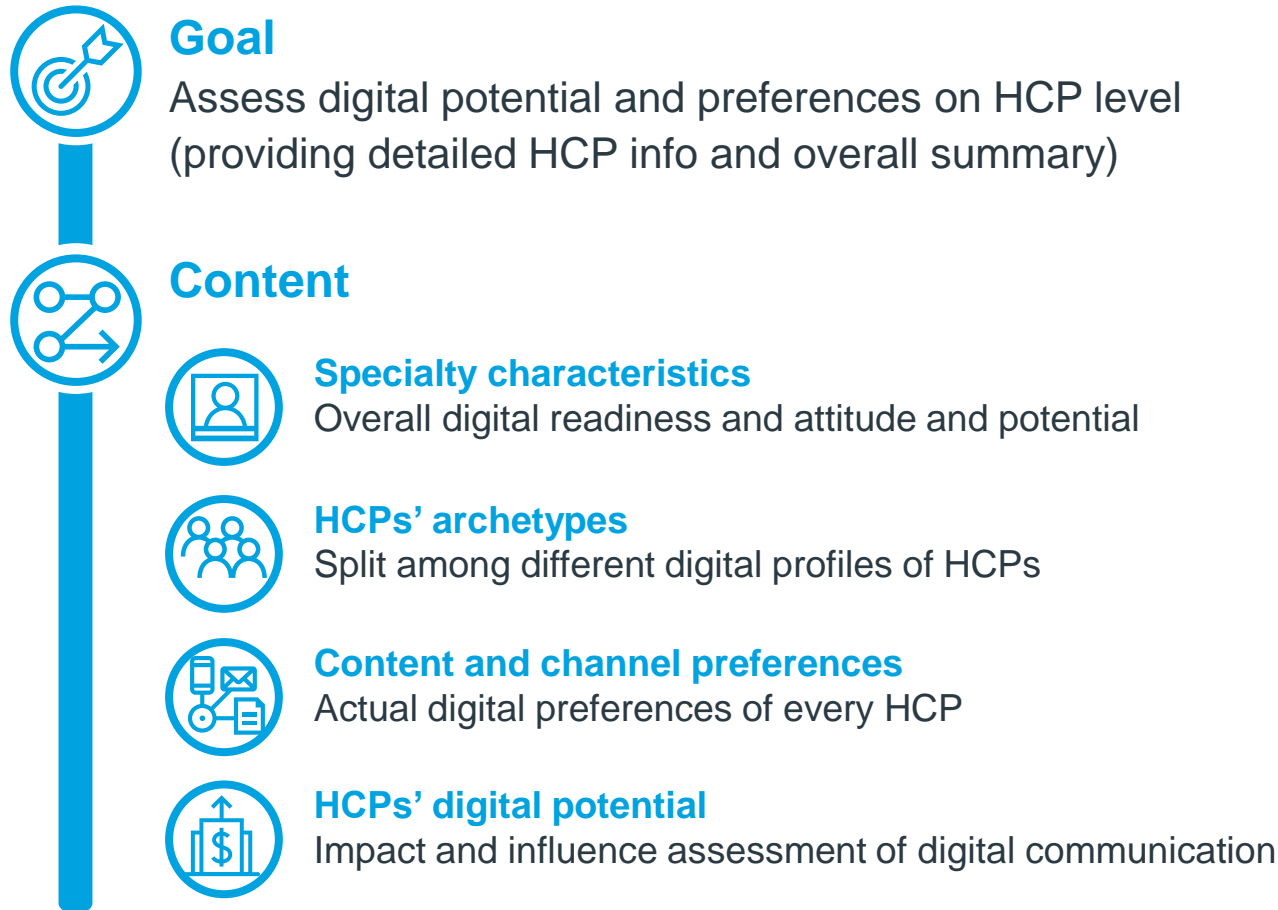 Goal
Assess digital potential and preferences on HCP level
(providing detailed HCP info and overall summary)
Content
Specialty characteristics
Overall digital readiness and attitude and potential
HCPs’ archetypes
Split among different digital profiles of HCPs
Content and channel preferences
Actual digital preferences of every HCP
$
HCPs’ digital potential
Impact and influence assessment of digital communication